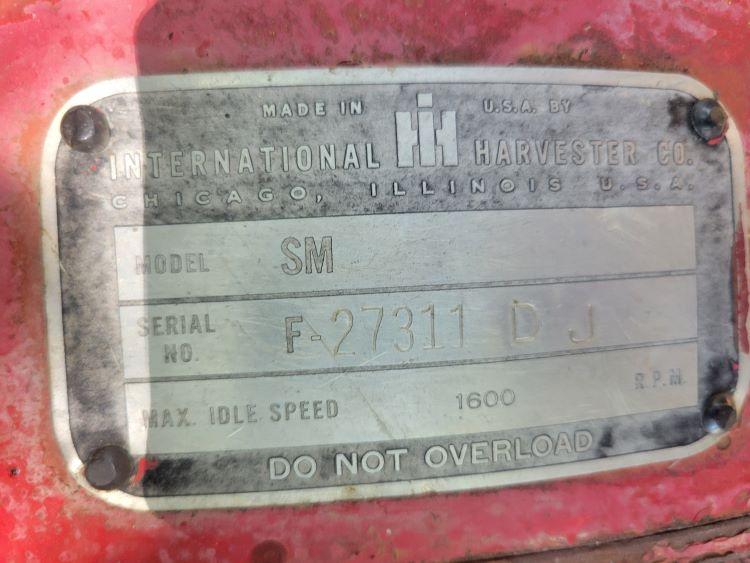 MADE IN U.S.A. BY
INTERNATIONAL IH HARVESTER CO.
CHICAGO, ILLINOIS U.S.A.
MODEL SM
SERIAL NO. F-27311 D J
MAX. IDLE SPEED 1600 R.P.M.
DO NOT OVERLOAD